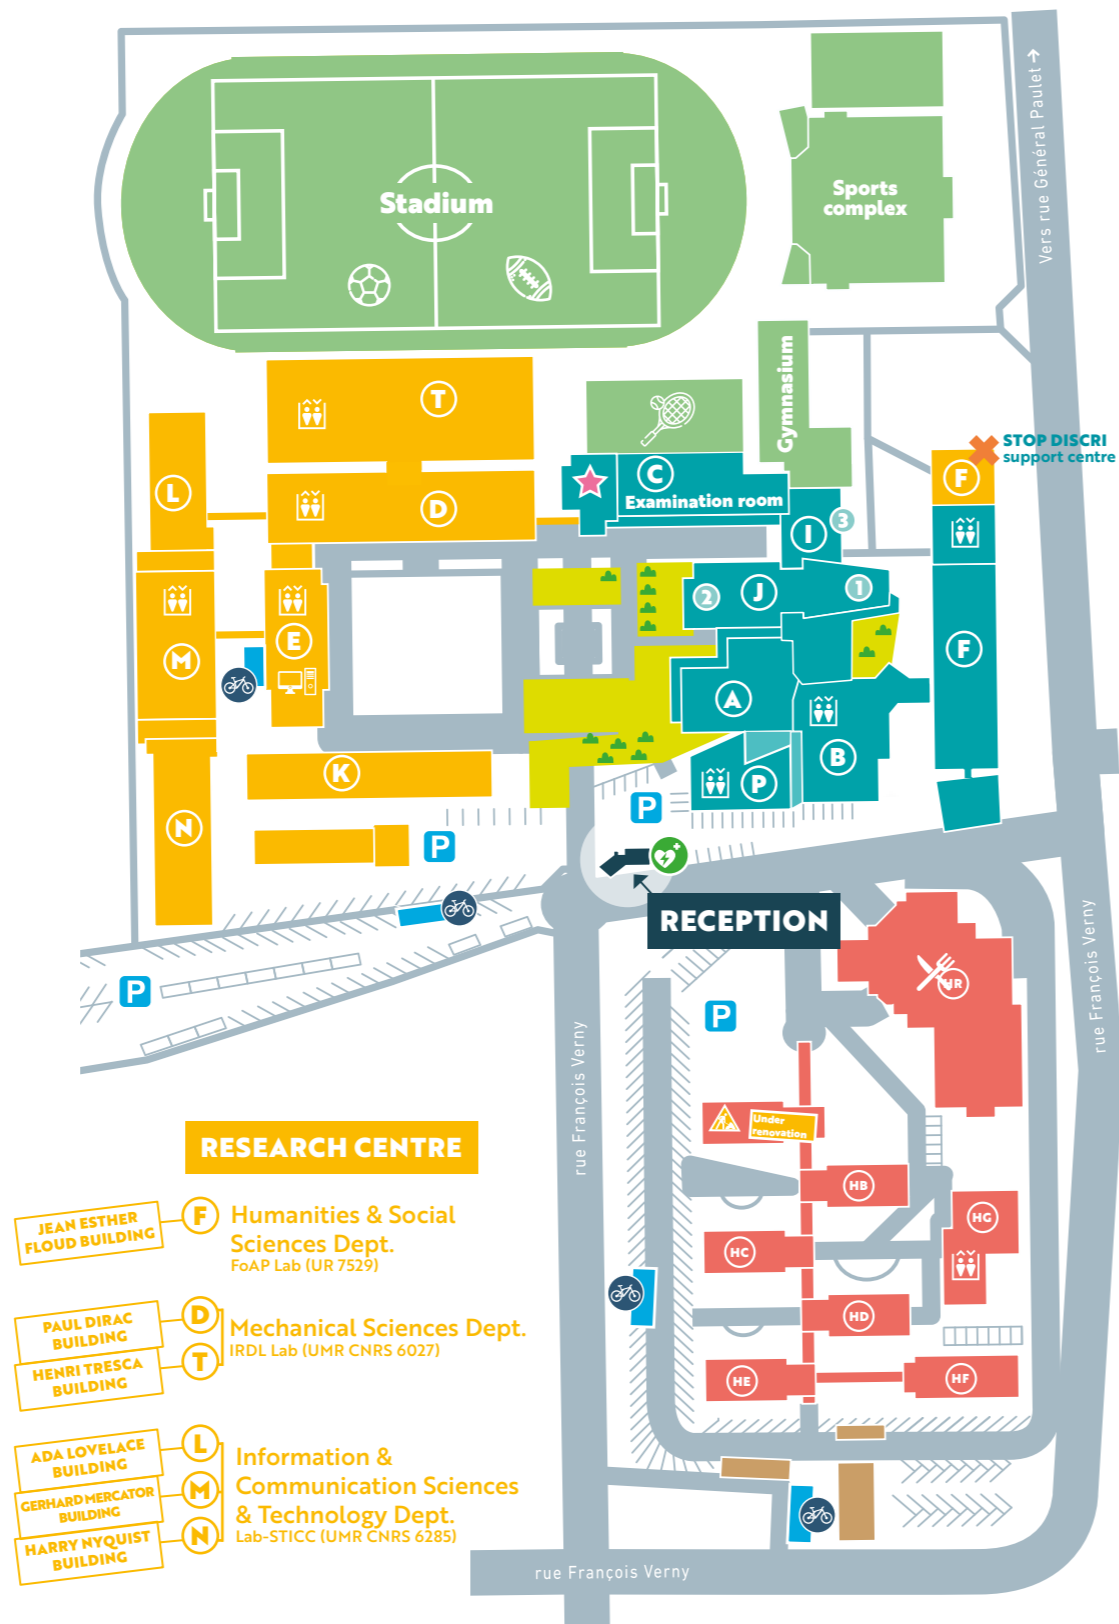 Vers rue Général Paulet
Stadium
Sports
complex
Gymnasium
T
L
D
C
Examination room
STOP DISCRI
support centre
F
I
3
2
J
1
E
M
F
A
B
P
K
N
P
P
P
RECEPTION
HR
P
rue François Verny
rue François Verny
Under
renovation
HB
HC
HG
HD
HE
HF
rue François Verny
RESEARCH CENTRE
JEAN ESTHER
FLOUD BUILDING
F
Humanities & Social
Sciences Dept.
FoAP Lab (UR 7529)
PAUL DIRAC
BUILDING
D
HENRI TRESCA
BUILDING
T
Mechanical Sciences Dept.
IRDL Lab (UMR CNRS 6027)
ADA LOVELACE
BUILDING
L
GERHARD MERCATOR
BUILDING
M
HARRY NYQUIST
BUILDING
N
Information &
Communication Sciences
& Technology Dept.
Lab-STICC (UMR CNRS 6285)